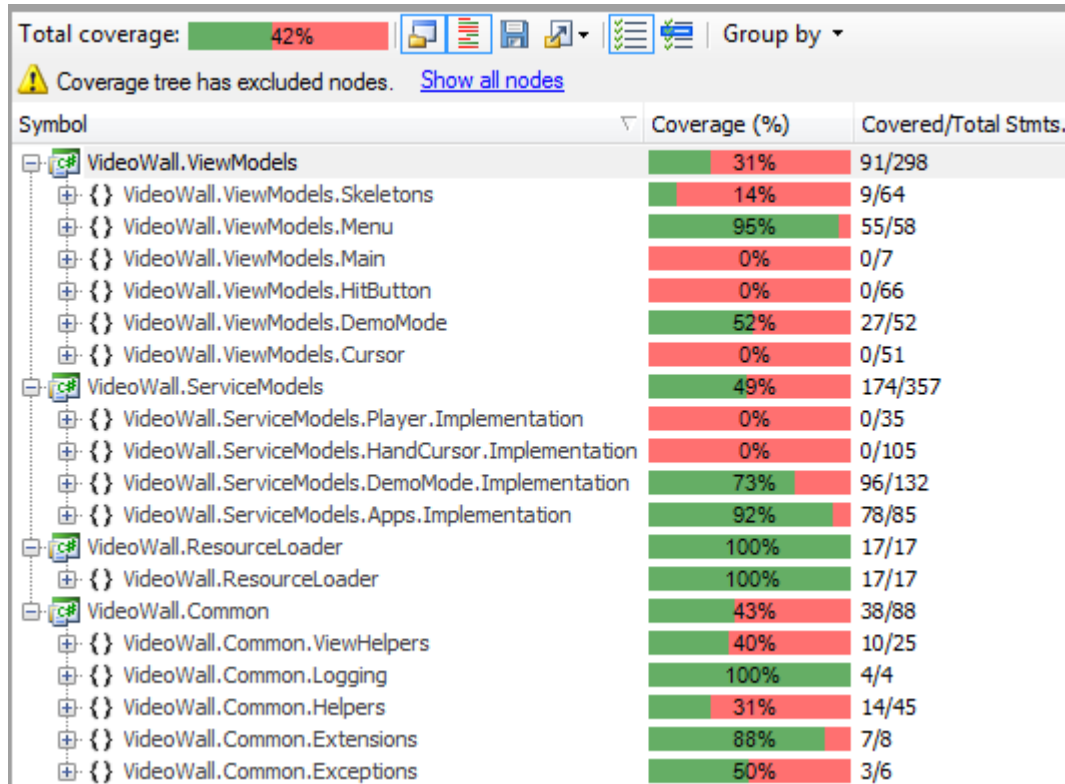 Total coverage: 42% Group by
Coverage tree has excluded nodes. Show all nodes
Symbol Coverage (%) Covered/Total Stmts.
C# VideoWall.ViewModels 31% 91/298
{} VideoWall.ViewModels.Skeletons 14% 9/64
{} VideoWall.ViewModels.Menu 95% 55/58
{} VideoWall.ViewModels.Main 0% 0/7
{} VideoWall.ViewModels.HitButton 0% 0/66
{} VideoWall.ViewModels.DemoMode 52% 27/52
{} VideoWall.ViewModels.Cursor 0% 0/51
C# VideoWall.ServiceModels 49% 174/357
{} VideoWall.ServiceModels.Player.Implementation 0% 0/35
{} VideoWall.ServiceModels.HandCursor.Implementation 0% 0/105
{} VideoWall.ServiceModels.DemoMode.Implementation 73% 96/132
{} VideoWall.ServiceModels.Apps.Implementation 92% 78/85
C# VideoWall.ResourceLoader 100% 17/17
{} VideoWall.ResourceLoader 100% 17/17
C# VideoWall.Common 43% 38/88
{} VideoWall.Common.ViewHelpers 40% 10/25
{} VideoWall.Common.Logging 100% 4/4
{} VideoWall.Common.Helpers 31% 14/45
{} VideoWall.Common.Extensions 88% 7/8
{} VideoWall.Common.Exceptions 50% 3/6